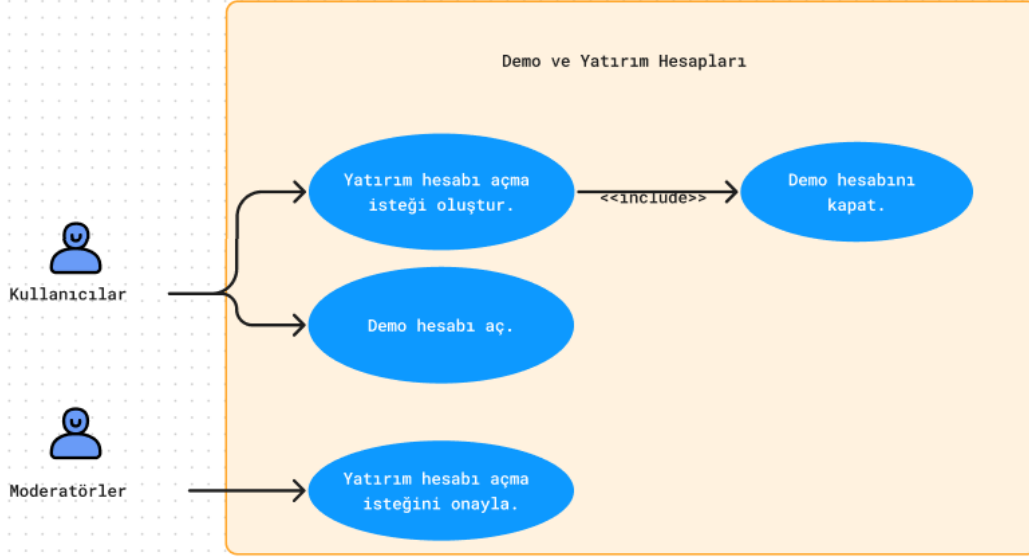 Demo ve Yatırım Hesapları
Yatırım hesabı açma
isteği oluştur.
<<include>>
Demo hesabını
kapat.
Kullanıcılar
Demo hesabı aç.
Moderatörler
Yatırım hesabı açma
isteğini onayla.